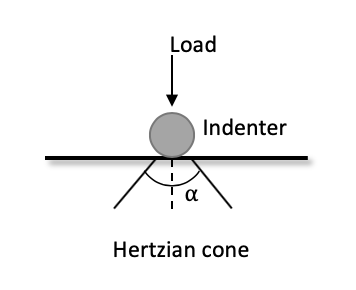 Load
Indenter
α
Hertzian cone